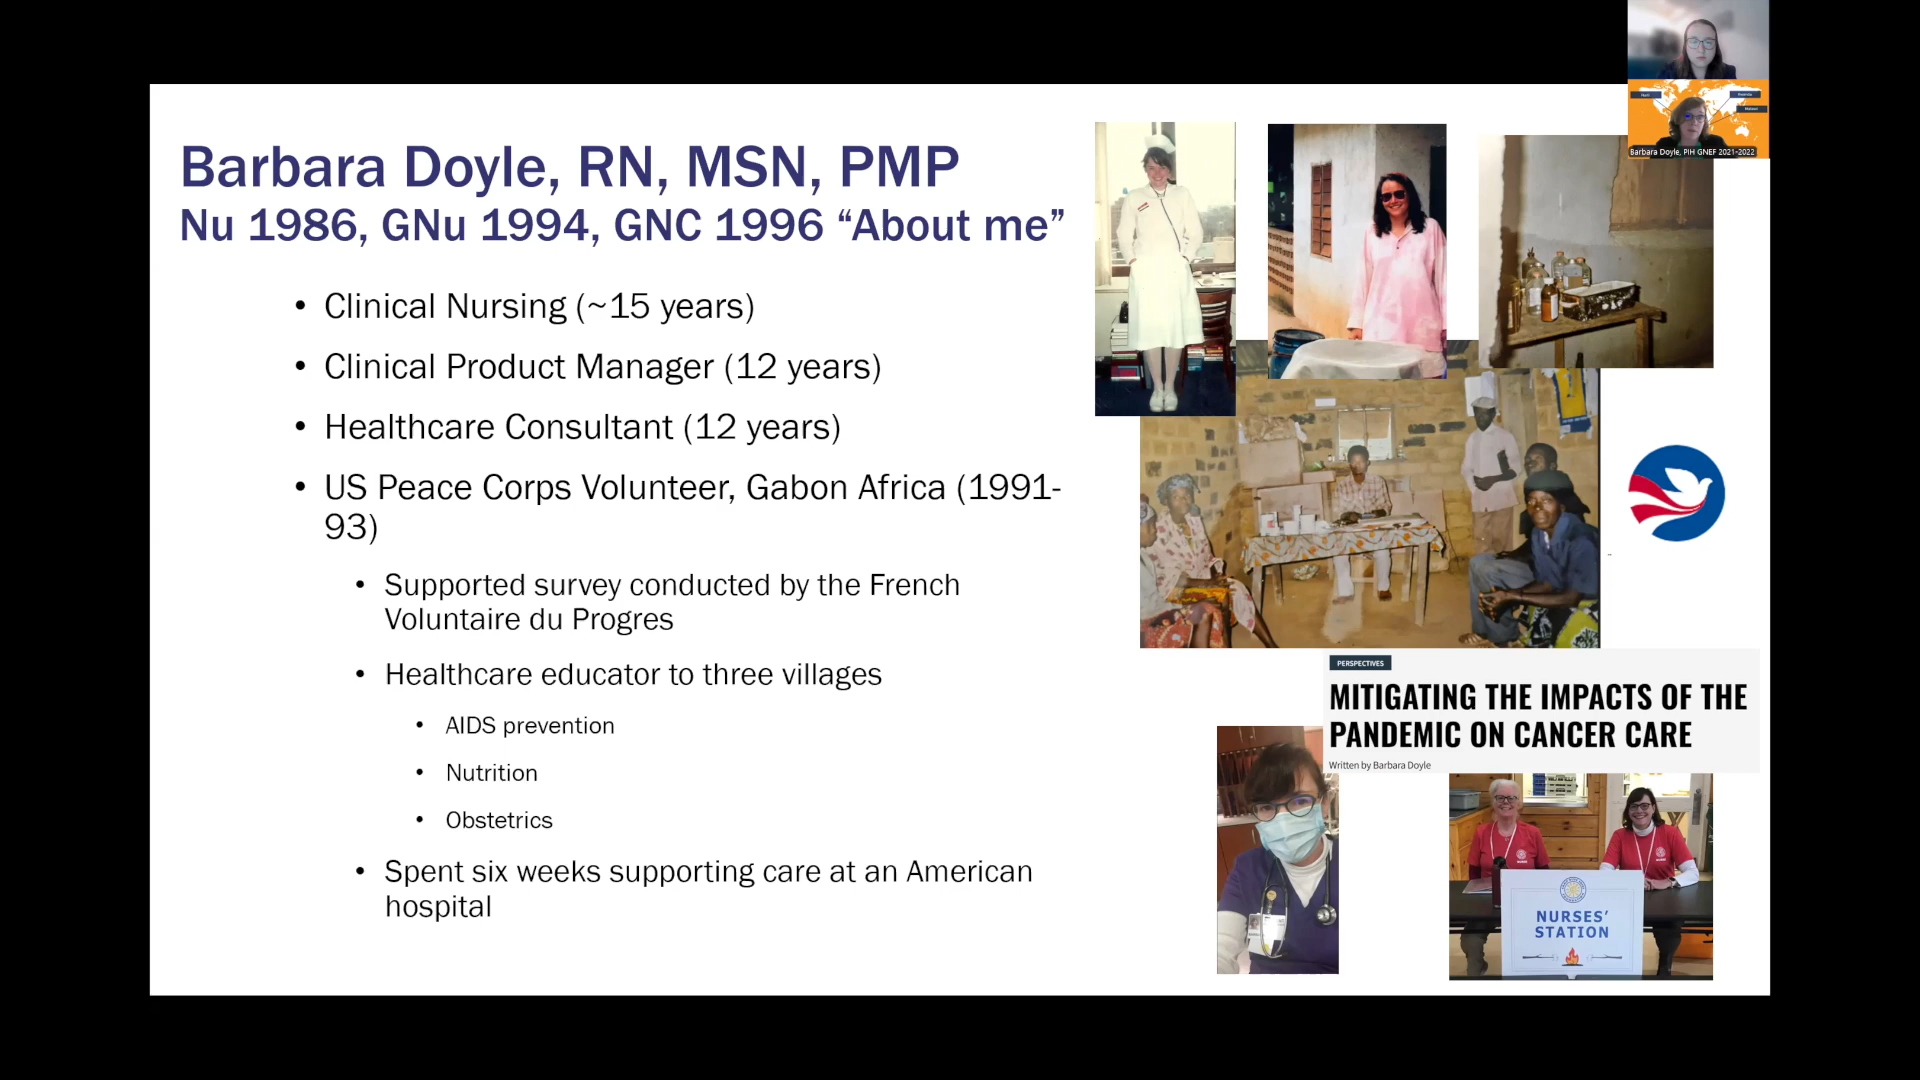 Barbara Doyle, RN, MSN, PMP
Nu 1986, GNu 1994, GNC 1996 “About me”
• Clinical Nursing (~15 years)
• Clinical Product Manager (12 years)
• Healthcare Consultant (12 years)
• US Peace Corps Volunteer, Gabon Africa (1991-
93)
• Supported survey conducted by the French
Voluntaire du Progres
• Healthcare educator to three villages
• AIDS prevention
• Nutrition
• Obstetrics
• Spent six weeks supporting care at an American
hospital
Barbara Doyle, PIH GNEF 2021-2022
PERSPECTIVES
MITIGATING THE IMPACTS OF THE
PANDEMIC ON CANCER CARE
Written by Barbara Doyle
NURSES’
STATION